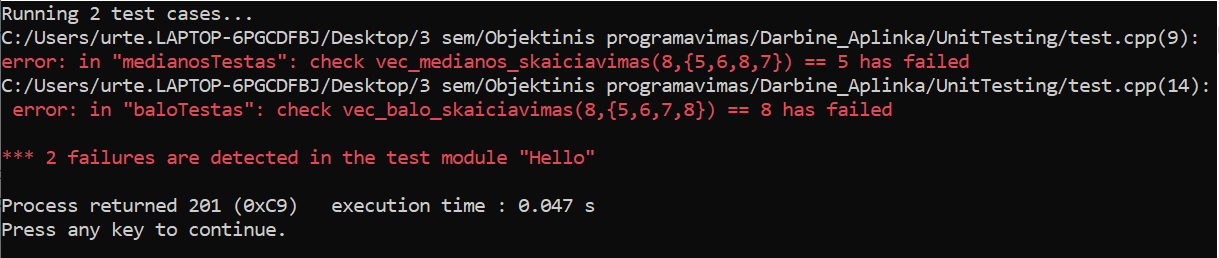 Running 2 test cases...
C:/Users/urte.LAPTOP-6PGCDFBJ/Desktop/3 sem/Objektinis programavimas/Darbine_Aplinka/UnitTesting/test.cpp(9):
error: in "medianosTestas": check vec_medianos_skaiciavimas(8,{5,6,8,7}) == 5 has failed
C:/Users/urte.LAPTOP-6PGCDFBJ/Desktop/3 sem/Objektinis programavimas/Darbine_Aplinka/UnitTesting/test.cpp(14):
error: in "baloTestas": check vec_balo_skaiciavimas(8,{5,6,7,8}) == 8 has failed
*** 2 failures are detected in the test module "Hello"
Process returned 201 (0xC9)   execution time : 0.047 s
Press any key to continue.